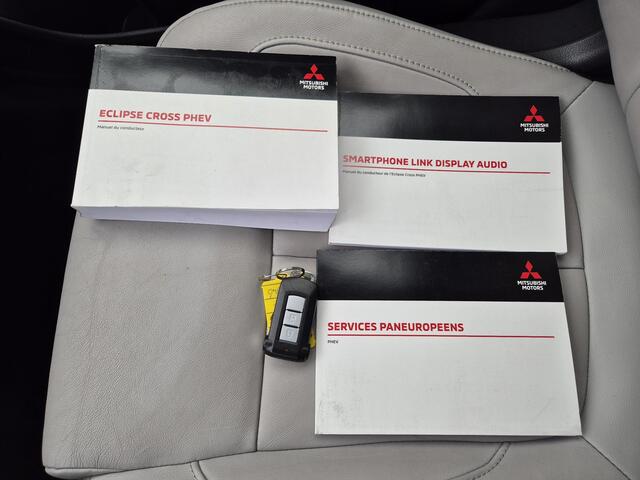 MITSUBISHI
MOTORS
ECLIPSE CROSS PHEV
Manuel du conducteur
MITSUBISHI
MOTORS
SMARTPHONE LINK DISPLAY AUDIO
Manuel du conducteur de l'Eclipse Cross PHEV
MITSUBISHI
MOTORS
SERVICES PANEUROPEENS
PHEV